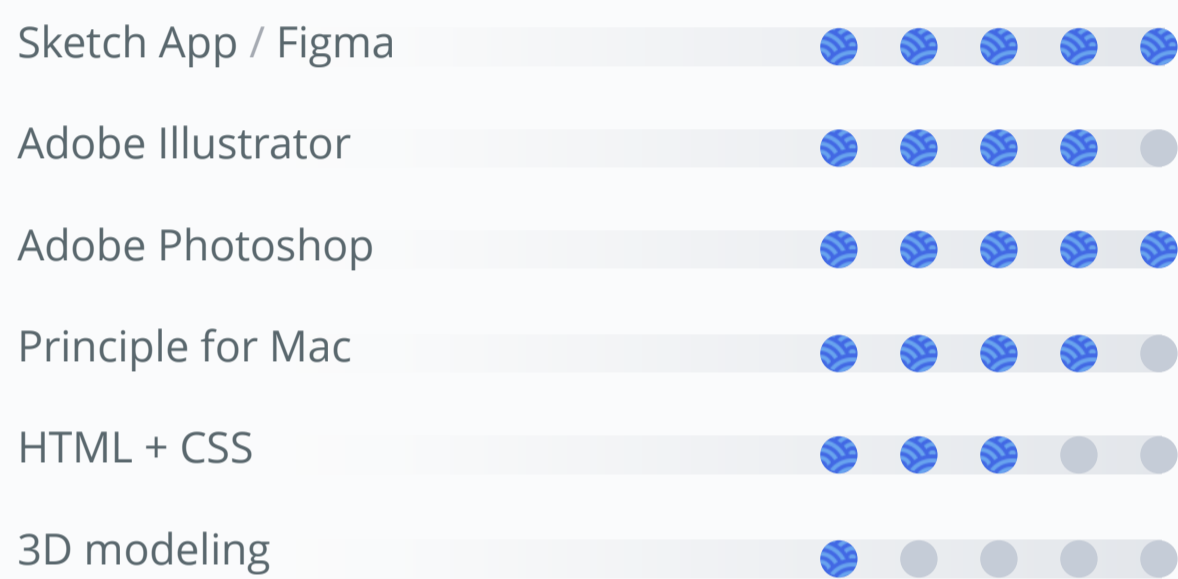 Sketch App / Figma
Adobe Illustrator
Adobe Photoshop
Principle for Mac
HTML + CSS
3D modeling